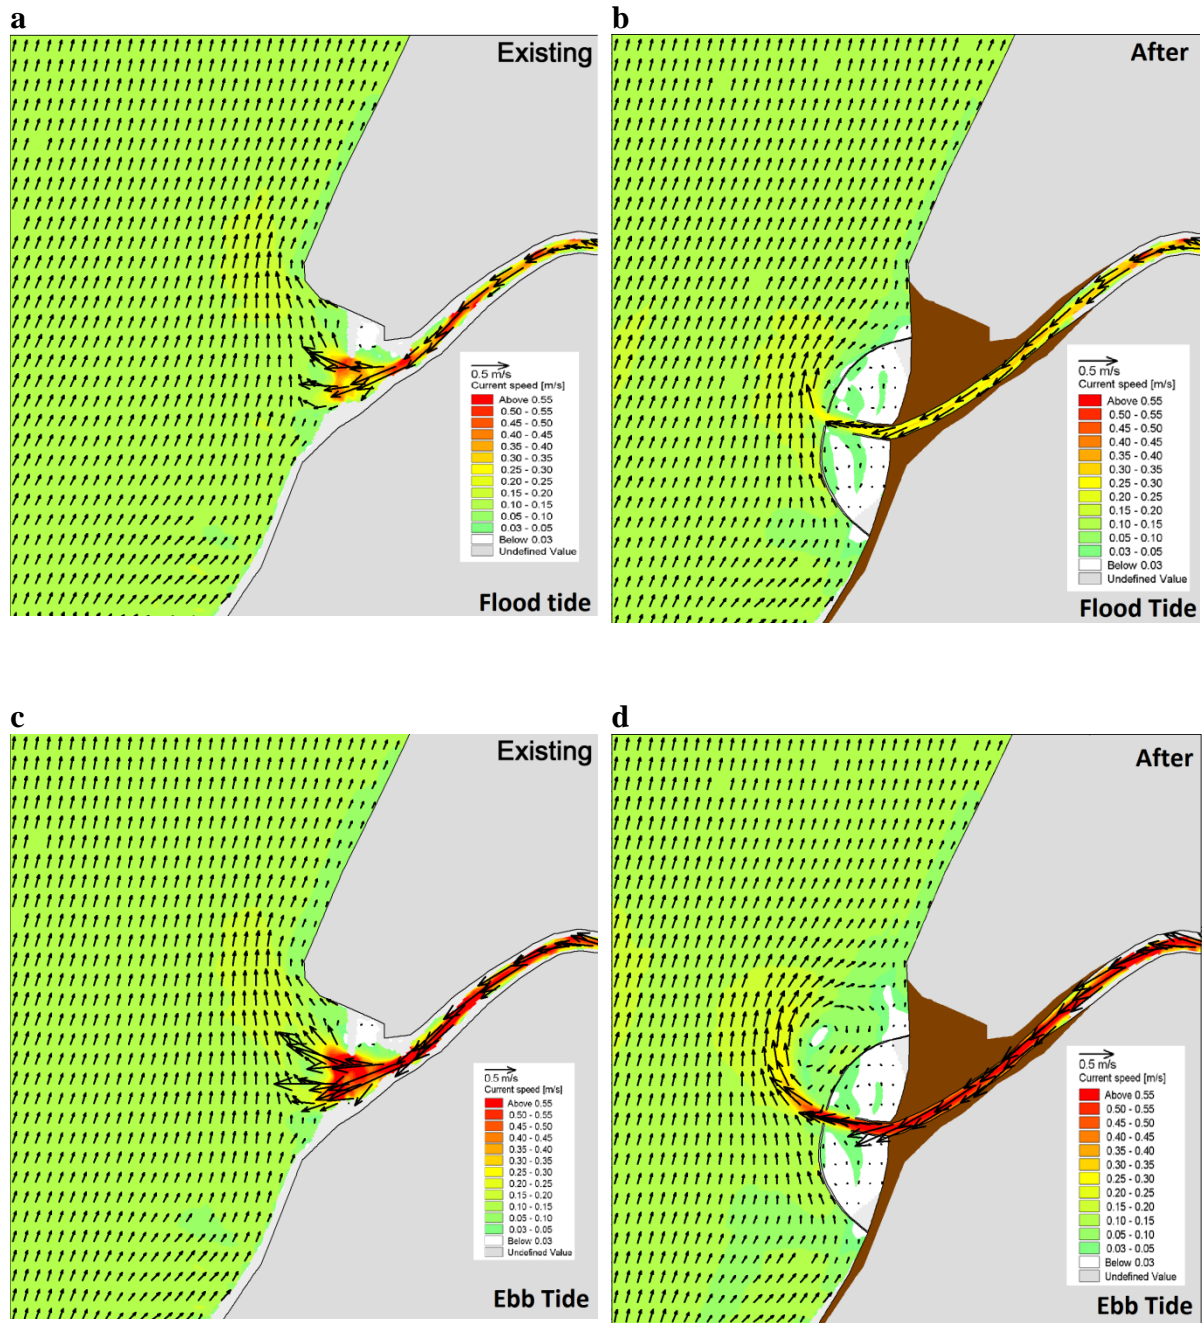 a
Existing
0.5 m/s
Current speed [m/s]
Above 0.55
0.50 - 0.55
0.45 - 0.50
0.40 - 0.45
0.35 - 0.40
0.30 - 0.35
0.25 - 0.30
0.20 - 0.25
0.15 - 0.20
0.10 - 0.15
0.05 - 0.10
0.03 - 0.05
Below 0.03
Undefined Value
Flood tide
b
After
0.5 m/s
Current speed [m/s]
Above 0.55
0.50 - 0.55
0.45 - 0.50
0.40 - 0.45
0.35 - 0.40
0.30 - 0.35
0.25 - 0.30
0.20 - 0.25
0.15 - 0.20
0.10 - 0.15
0.05 - 0.10
0.03 - 0.05
Below 0.03
Undefined Value
Flood Tide
c
Existing
0.5 m/s
Current speed [m/s]
Above 0.55
0.50 - 0.55
0.45 - 0.50
0.40 - 0.45
0.35 - 0.40
0.30 - 0.35
0.25 - 0.30
0.20 - 0.25
0.15 - 0.20
0.10 - 0.15
0.05 - 0.10
0.03 - 0.05
Below 0.03
Undefined Value
Ebb Tide
d
After
0.5 m/s
Current speed [m/s]
Above 0.55
0.50 - 0.55
0.45 - 0.50
0.40 - 0.45
0.35 - 0.40
0.30 - 0.35
0.25 - 0.30
0.20 - 0.25
0.15 - 0.20
0.10 - 0.15
0.05 - 0.10
0.03 - 0.05
Below 0.03
Undefined Value
Ebb Tide